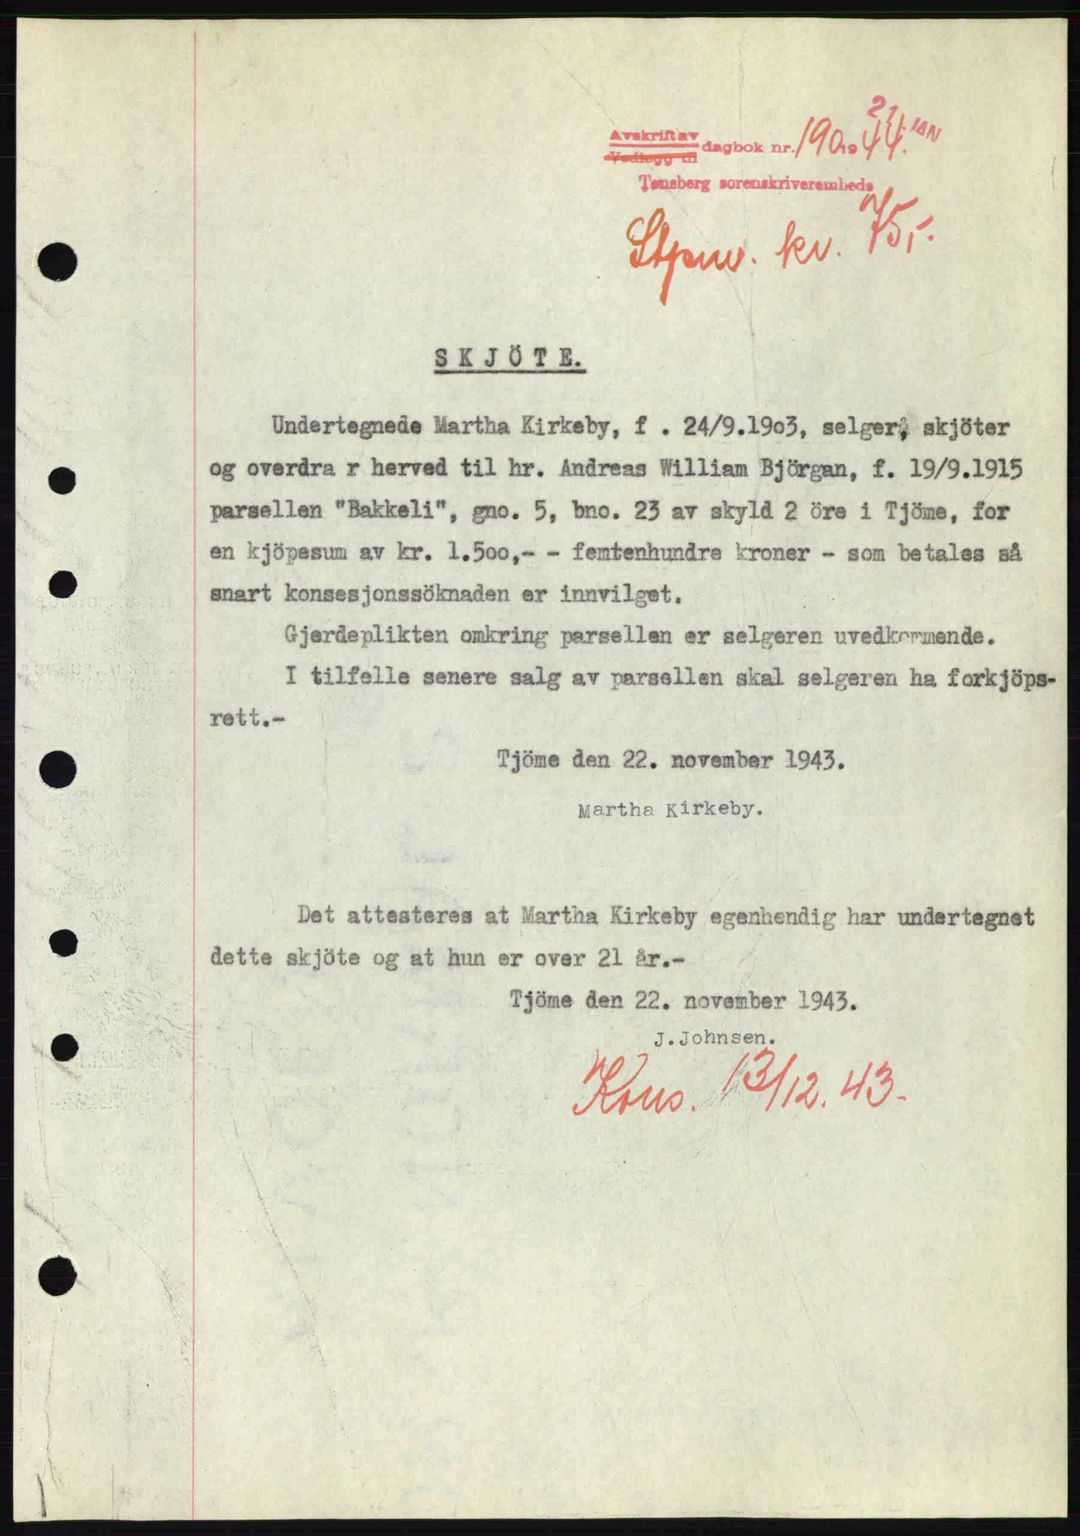 21 JAN
Avskrift av
Vedlegg til dagbok nr. 190 1944.
Tønsberg sorenskriverembede
Stpm. kr. 75,-
SKJÖTE.
Undertegnede Martha Kirkeby, f . 24/9.19o3, selger, skjöter
og overdra r herved til hr. Andreas William Björgan, f. 19/9.1915
parsellen "Bakkeli", gno. 5, bno. 23 av skyld 2 öre i Tjöme, for
en kjöpesum av kr. 1.5oo,- - femtenhundre kroner - som betales så
snart konsesjonssöknaden er innvilget.
Gjerdeplikten omkring parsellen er selgeren uvedkommende.
I tilfelle senere salg av parsellen skal selgeren ha forkjöps-
rett.-
Tjöme den 22. november 1943.
Martha Kirkeby.
Det attesteres at Martha Kirkeby egenhendig har undertegnet
dette skjöte og at hun er over 21 år.-
Tjöme den 22. november 1943.
J.Johnsen.
Kons. 13/12. 43.